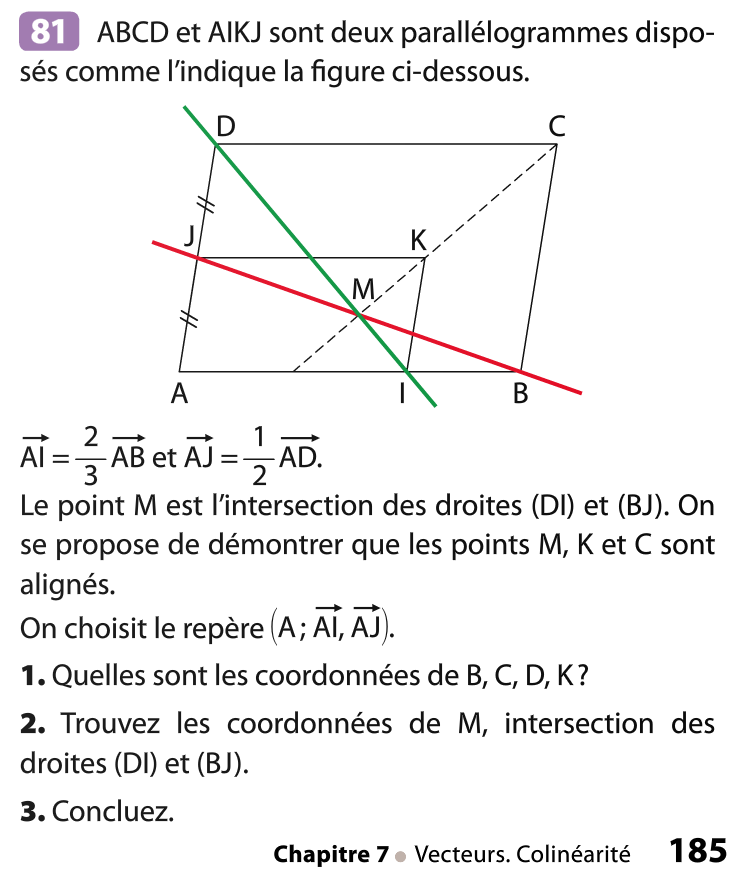 81 ABCD et AIKJ sont deux parallélogrammes dispo-
sés comme l’indique la figure ci-dessous.
D C
J K
M
A I B
$\overrightarrow{AI} = \frac{2}{3} \overrightarrow{AB}$ et $\overrightarrow{AJ} = \frac{1}{2} \overrightarrow{AD}$.
Le point M est l’intersection des droites (DI) et (BJ). On
se propose de démontrer que les points M, K et C sont
alignés.
On choisit le repère $(A ; \overrightarrow{AI}, \overrightarrow{AJ})$.
1. Quelles sont les coordonnées de B, C, D, K ?
2. Trouvez les coordonnées de M, intersection des
droites (DI) et (BJ).
3. Concluez.
Chapitre 7 • Vecteurs. Colinéarité 185